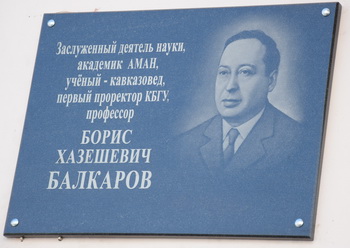 Заслуженный деятель науки,
академик АМАН,
учёный - кавказовед,
первый проректор КБГУ,
профессор
БОРИС
ХАЗЕШЕВИЧ
БАЛКАРОВ